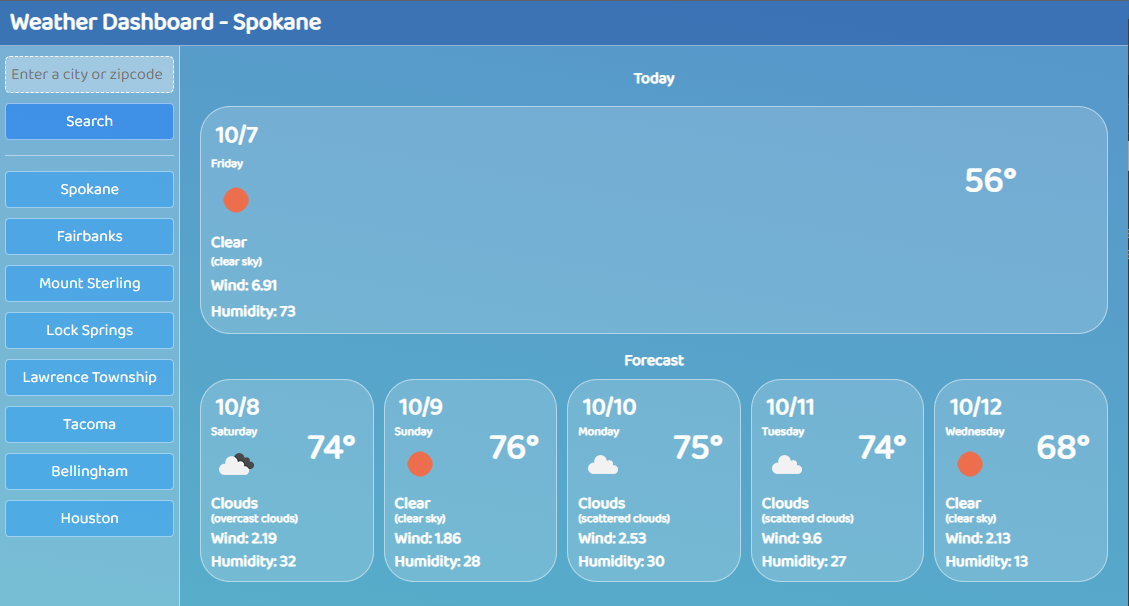 Weather Dashboard - Spokane
Enter a city or zipcode
Search
Spokane
Fairbanks
Mount Sterling
Lock Springs
Lawrence Township
Tacoma
Bellingham
Houston
Today
10/7
Friday
56°
Clear
(clear sky)
Wind: 6.91
Humidity: 73
Forecast
10/8
Saturday
74°
Clouds
(overcast clouds)
Wind: 2.19
Humidity: 32
10/9
Sunday
76°
Clear
(clear sky)
Wind: 1.86
Humidity: 28
10/10
Monday
75°
Clouds
(scattered clouds)
Wind: 2.53
Humidity: 30
10/11
Tuesday
74°
Clouds
(scattered clouds)
Wind: 9.6
Humidity: 27
10/12
Wednesday
68°
Clear
(clear sky)
Wind: 2.13
Humidity: 13